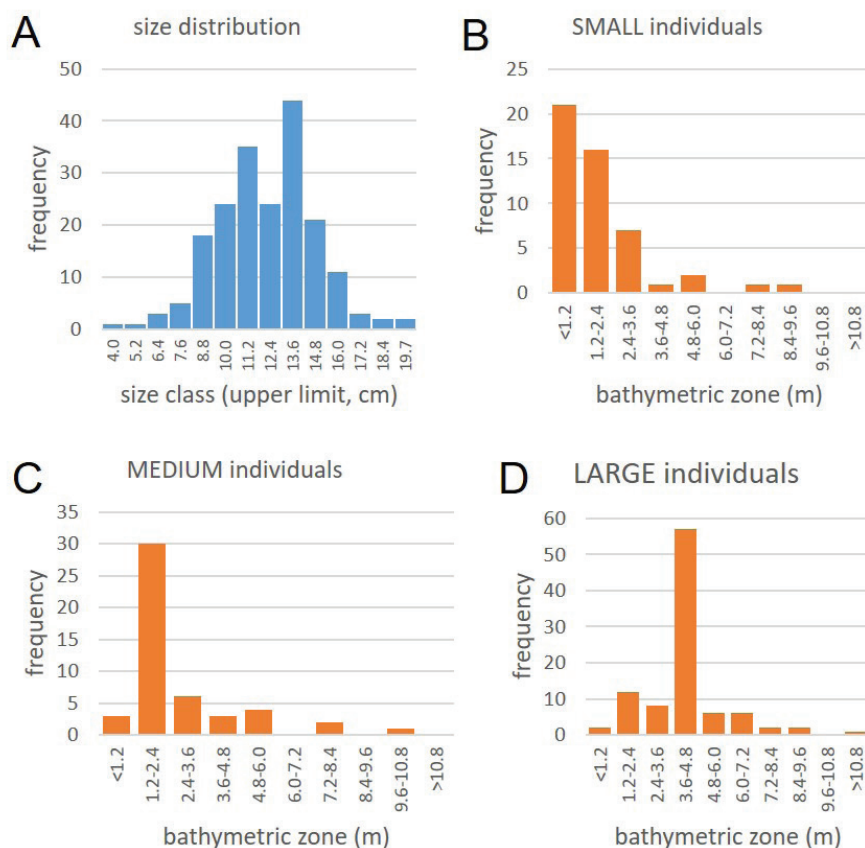 A
size distribution
frequency
50
40
30
20
10
0
4.0 5.2 6.4 7.6 8.8 10.0 11.2 12.4 13.6 14.8 16.0 17.2 18.4 19.7
size class (upper limit, cm)
B
SMALL individuals
frequency
25
20
15
10
5
0
<1.2 1.2-2.4 2.4-3.6 3.6-4.8 4.8-6.0 6.0-7.2 7.2-8.4 8.4-9.6 9.6-10.8 >10.8
bathymetric zone (m)
C
MEDIUM individuals
frequency
35
30
25
20
15
10
5
0
<1.2 1.2-2.4 2.4-3.6 3.6-4.8 4.8-6.0 6.0-7.2 7.2-8.4 8.4-9.6 9.6-10.8 >10.8
bathymetric zone (m)
D
LARGE individuals
frequency
60
50
40
30
20
10
0
<1.2 1.2-2.4 2.4-3.6 3.6-4.8 4.8-6.0 6.0-7.2 7.2-8.4 8.4-9.6 9.6-10.8 >10.8
bathymetric zone (m)